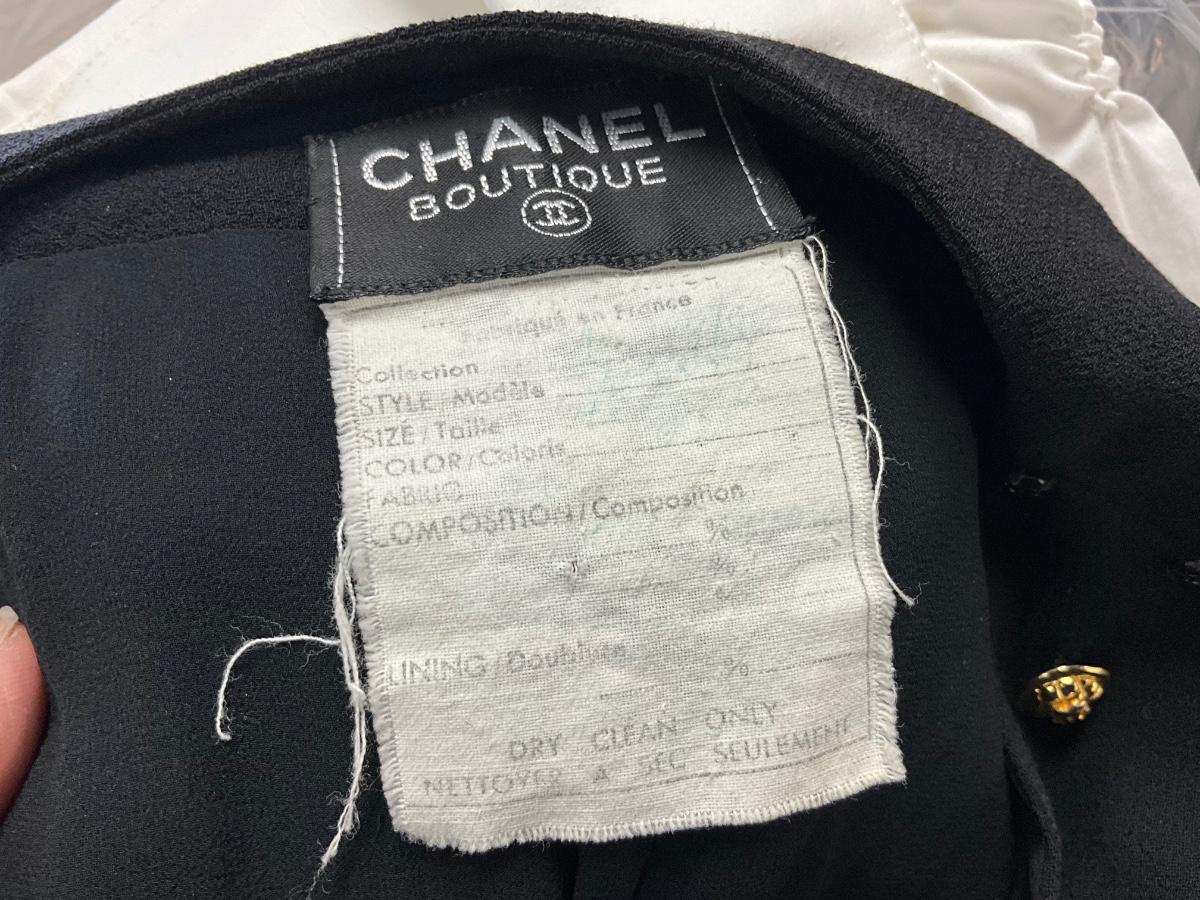 CHANEL
BOUTIQUE
Fabriqué en France
Collection
STYLE Modèle
SIZE/Taille
COLOR/Coloris
FABRIC
COMPOSITION/Composition
%
%
%
LINING/Doublure
%
DRY CLEAN ONLY
NETTOYER A SEC SEULEMENT